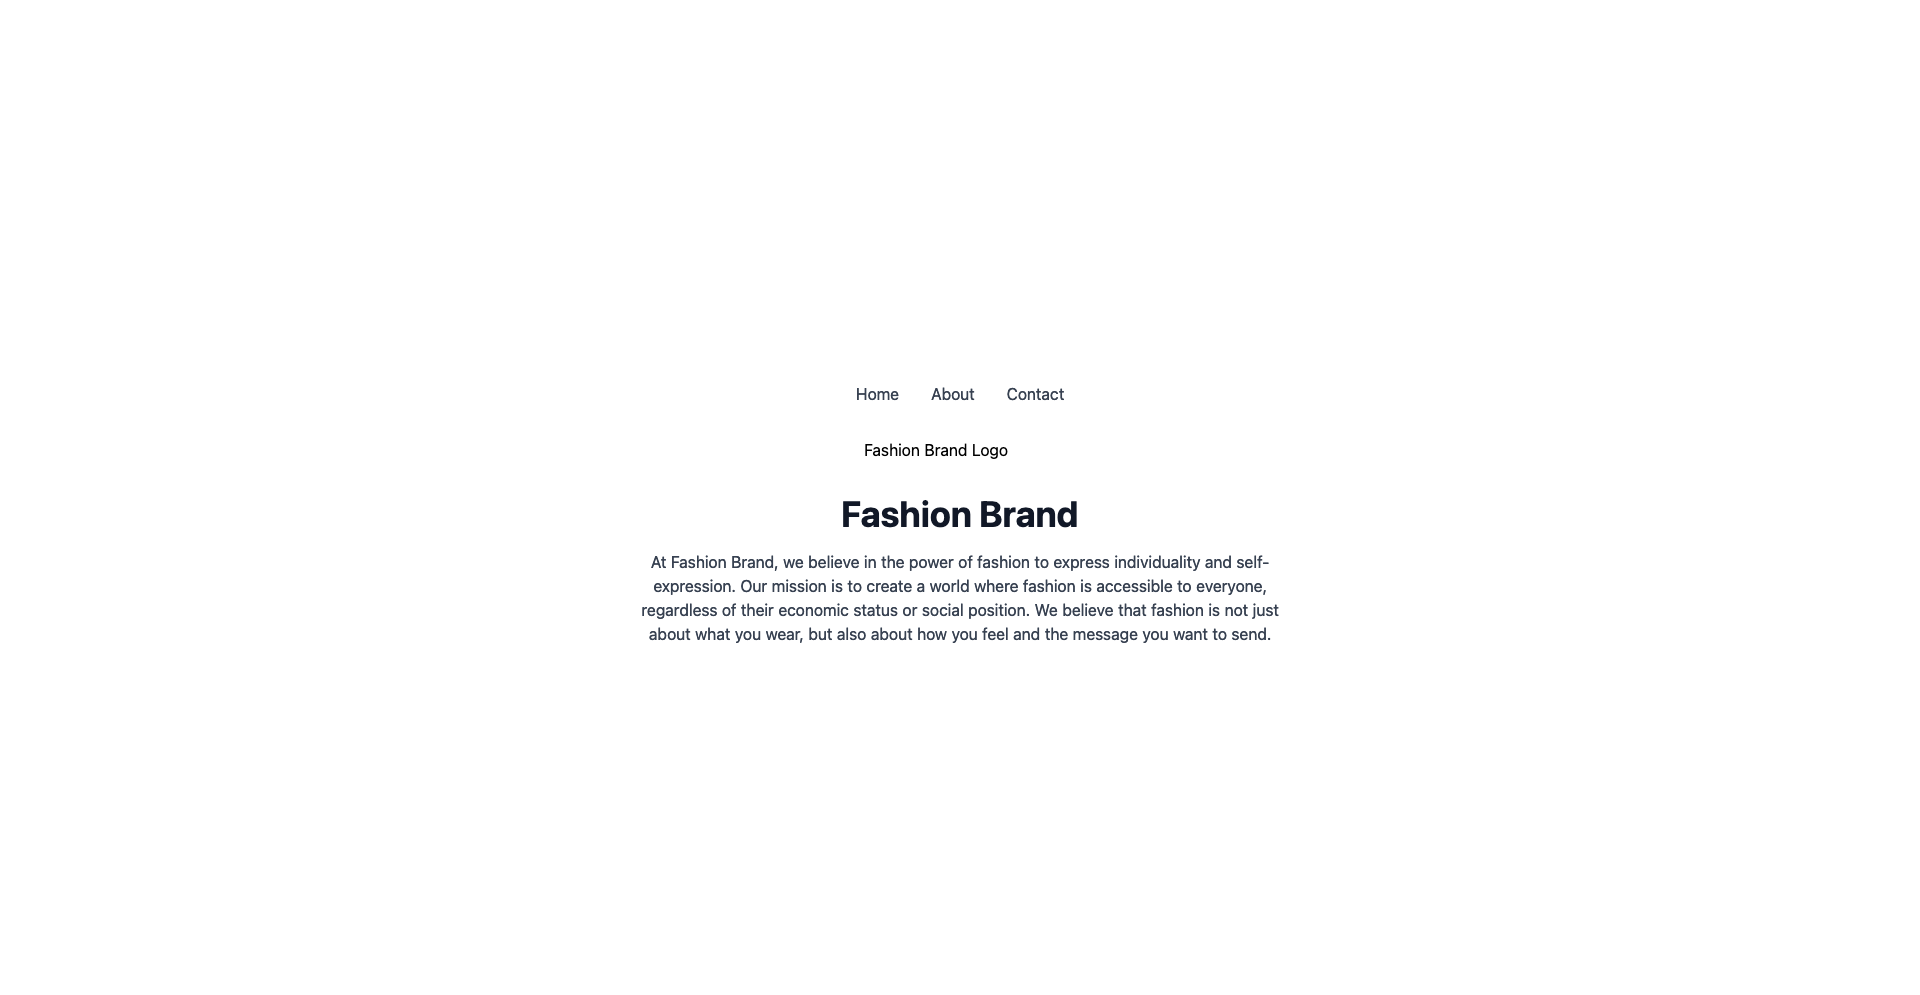 Home About Contact
Fashion Brand Logo
Fashion Brand
At Fashion Brand, we believe in the power of fashion to express individuality and self-
expression. Our mission is to create a world where fashion is accessible to everyone,
regardless of their economic status or social position. We believe that fashion is not just
about what you wear, but also about how you feel and the message you want to send.